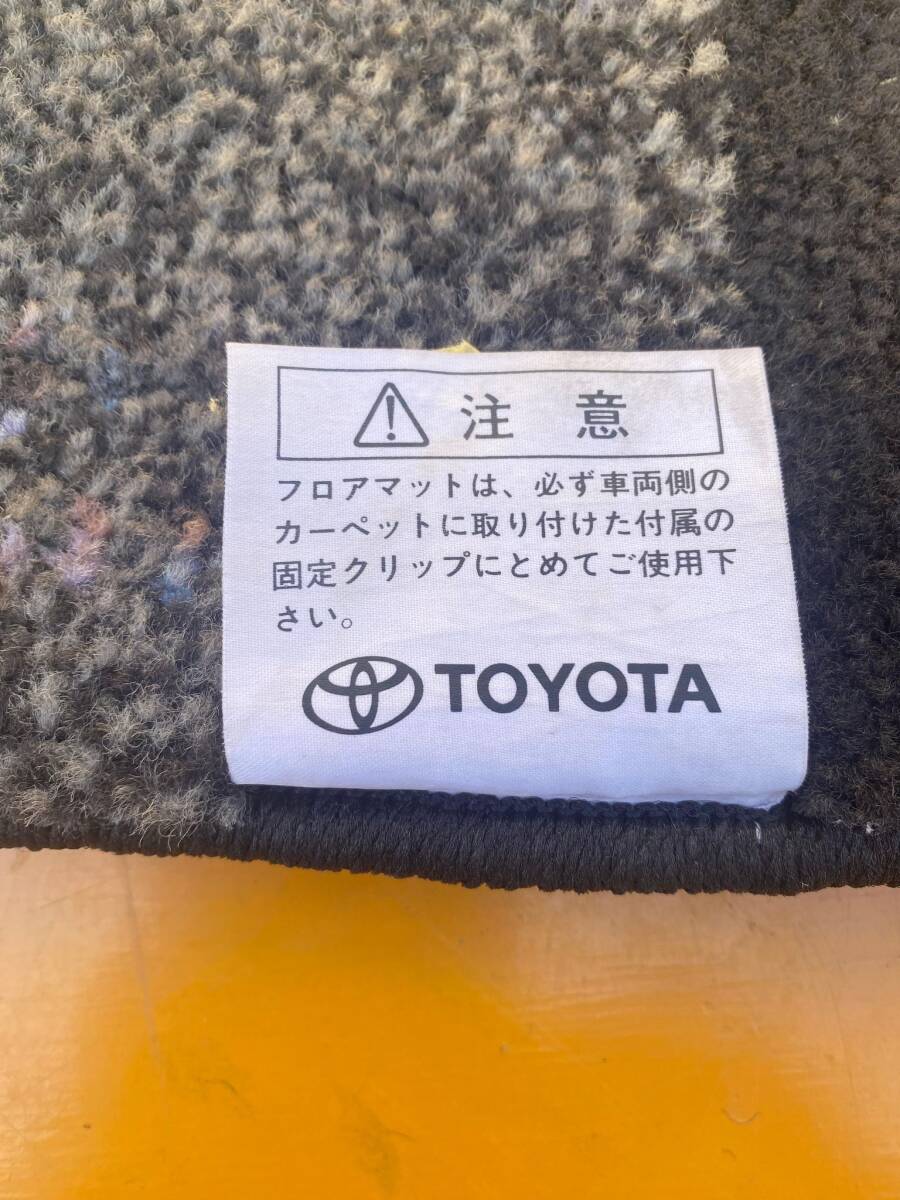 注意
フロアマットは、必ず車両側の
カーペットに取り付けた付属の
固定クリップにとめてご使用下
さい。
TOYOTA